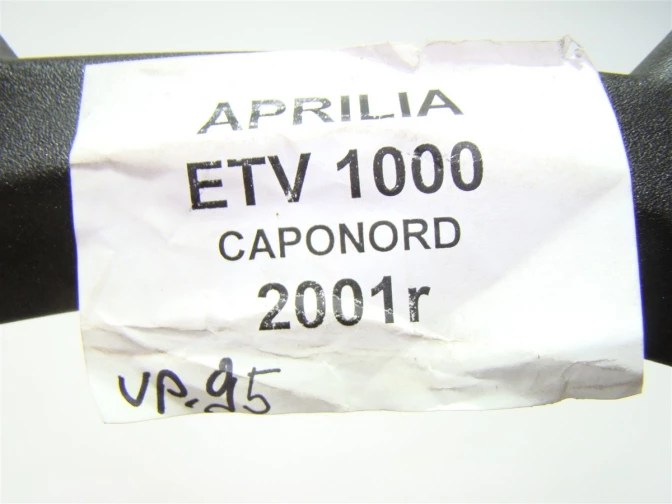 APRILIA
ETV 1000
CAPONORD
2001r
VP.95